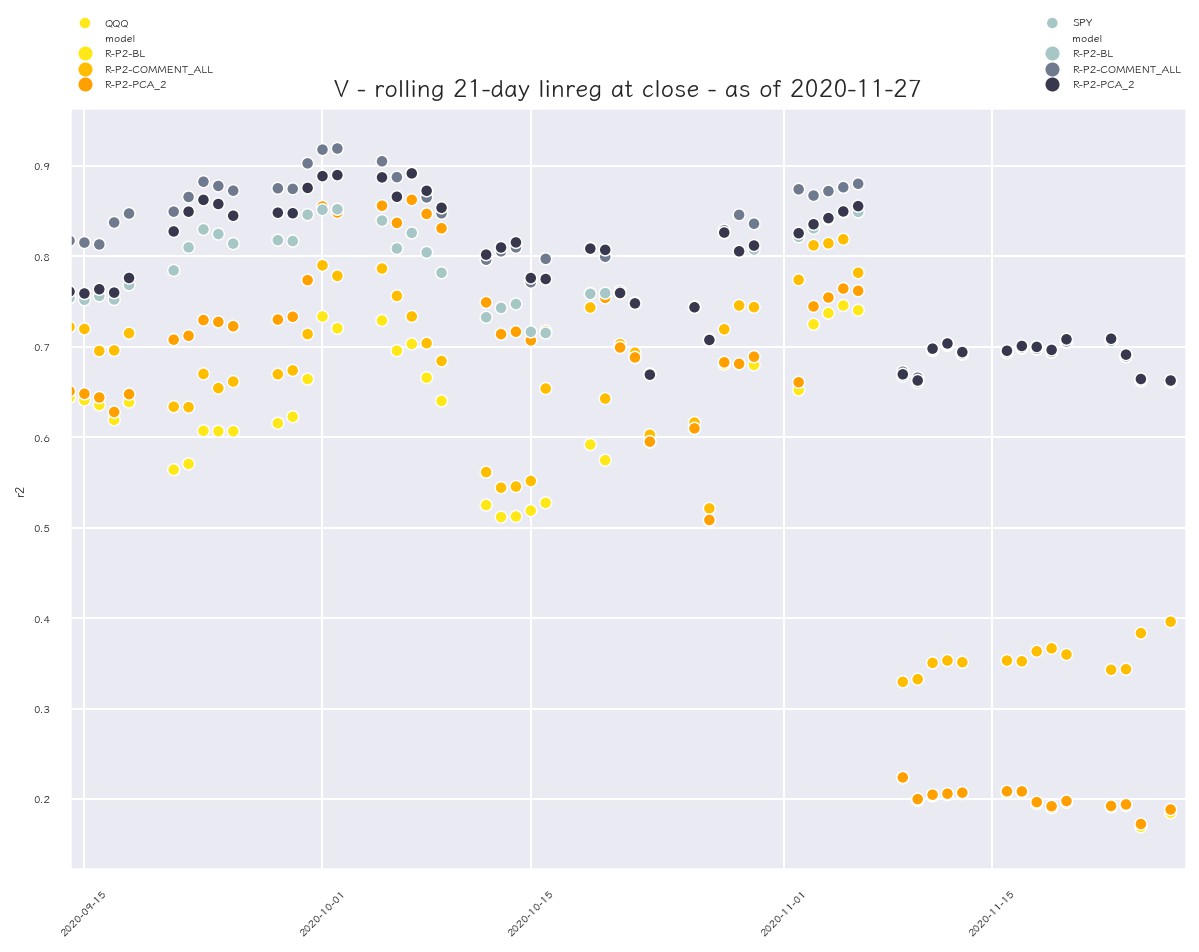 QQQ
model
R-P2-BL
R-P2-COMMENT_ALL
R-P2-PCA_2
SPY
model
R-P2-BL
R-P2-COMMENT_ALL
R-P2-PCA_2
V - rolling 21-day linreg at close - as of 2020-11-27
0.9
0.8
0.7
0.6
0.5
0.4
0.3
0.2
r2
2020-09-15
2020-10-01
2020-10-15
2020-11-01
2020-11-15